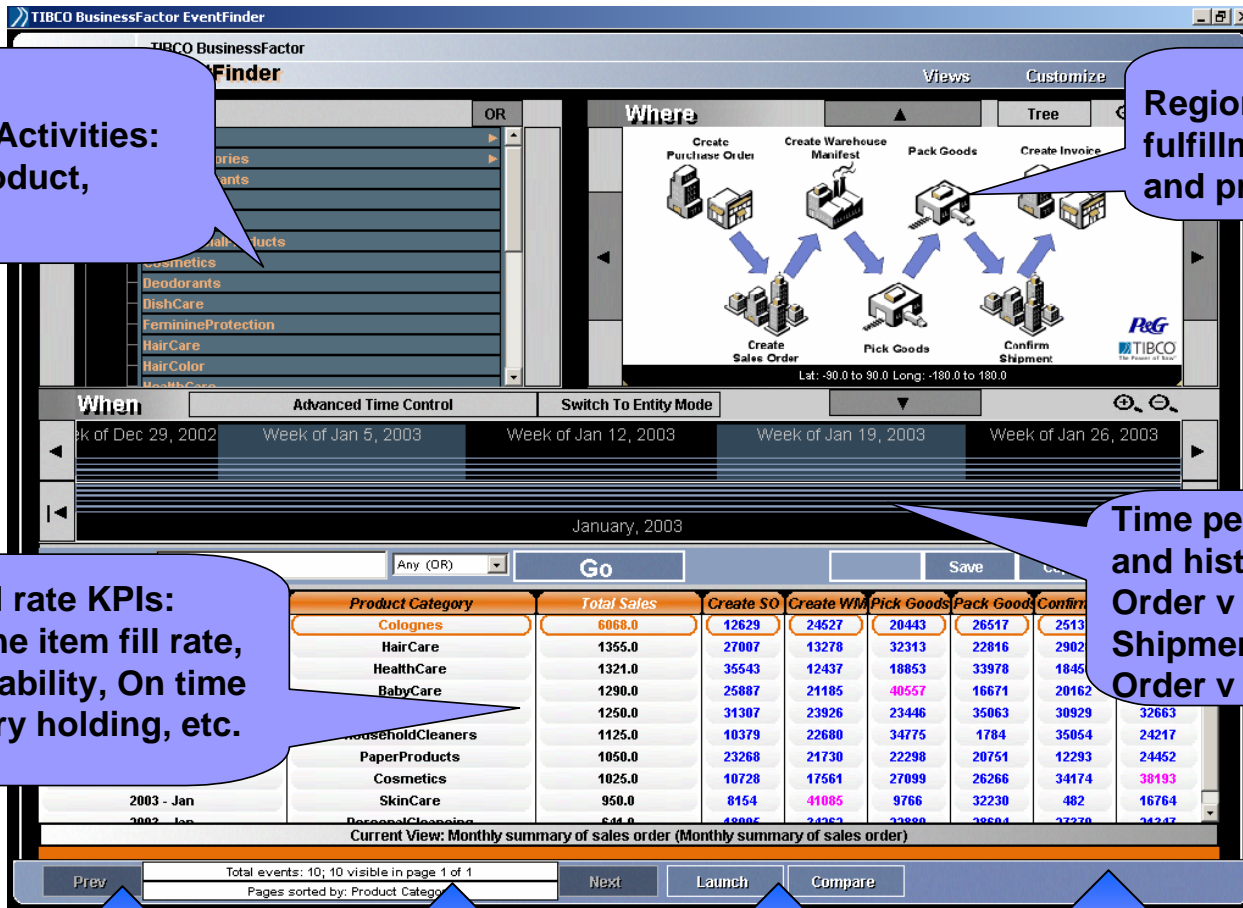 TIBCO BusinessFactor EventFinder
TIBCO BusinessFactor
Finder
Views Customize
Activities:
oduct,
OR
ories
ants
Cosmetics
Deodorants
DishCare
FeminineProtection
HairCare
HairColor
HealthCare
Where
Tree
Create Purchase Order
Create Warehouse Manifest
Pack Goods
Create Invoice
Create Sales Order
Pick Goods
Confirm Shipment
P&G
TIBCO
The Power of Now
Lat: -90.0 to 90.0 Long: -180.0 to 180.0
Region
fulfillm
and pr
When
Advanced Time Control
Switch To Entity Mode
ek of Dec 29, 2002 Week of Jan 5, 2003 Week of Jan 12, 2003 Week of Jan 19, 2003 Week of Jan 26, 2003
January, 2003
Time pe
and hist
Order v
Shipmen
Order v
Any (OR)
Go
Save
l rate KPIs:
ne item fill rate,
ability, On time
ry holding, etc.
Product Category Total Sales Create SO Create WM Pick Goods Pack Goods Confirm
Colognes 6068.0 12629 24527 20443 26517 2513
HairCare 1355.0 27007 13278 32313 22816 2902
HealthCare 1321.0 35543 12437 18853 33978 1845
BabyCare 1290.0 25887 21185 40557 16671 20162
1250.0 31307 23926 23446 35063 30929 32663
HouseholdCleaners 1125.0 10379 22680 34775 1784 35054 24217
PaperProducts 1050.0 23268 21730 22298 20751 12293 24452
Cosmetics 1025.0 10728 17561 27099 26266 34174 38193
2003 - Jan SkinCare 950.0 8154 41085 9766 32230 482 16764
Current View: Monthly summary of sales order (Monthly summary of sales order)
Prev
Total events: 10; 10 visible in page 1 of 1
Pages sorted by: Product Categor
Next
Launch
Compare